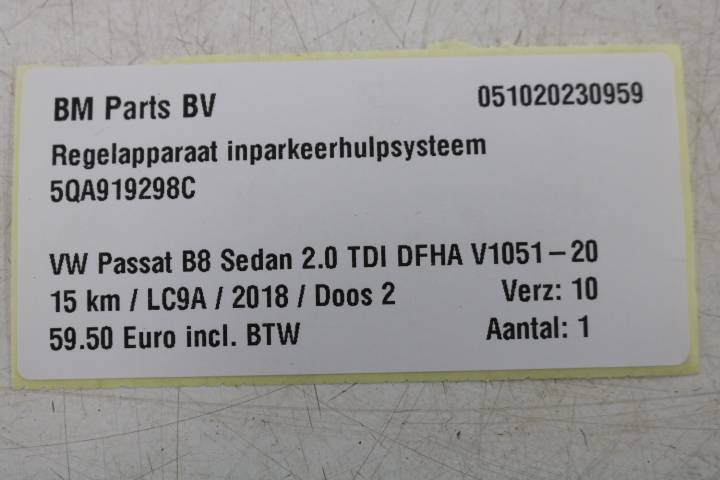 BM Parts BV 051020230959
Regelapparaat inparkeerhulpsysteem
5QA919298C
VW Passat B8 Sedan 2.0 TDI DFHA V1051-20
15 km / LC9A / 2018 / Doos 2 Verz: 10
59.50 Euro incl. BTW Aantal: 1